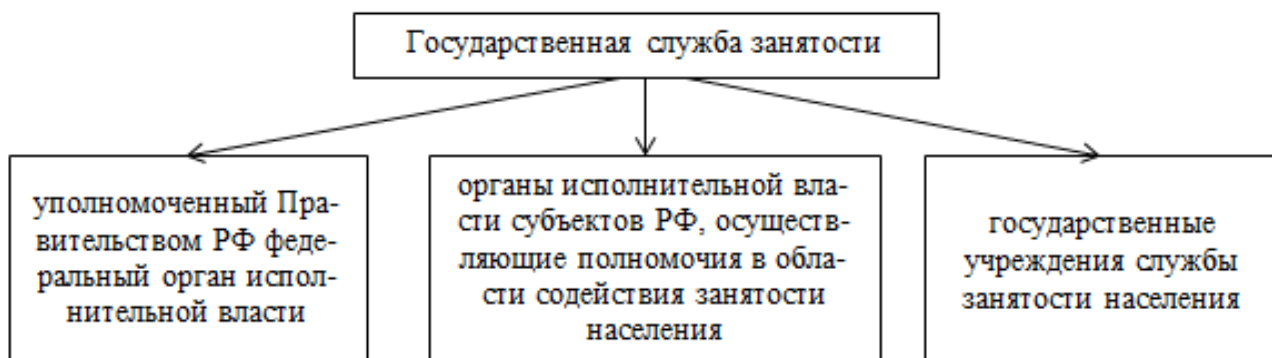 Государственная служба занятости
уполномоченный Пра-
вительством РФ феде-
ральный орган испол-
нительной власти
органы исполнительной вла-
сти субъектов РФ, осуществ-
ляющие полномочия в обла-
сти содействия занятости
населения
государственные
учреждения службы
занятости населения